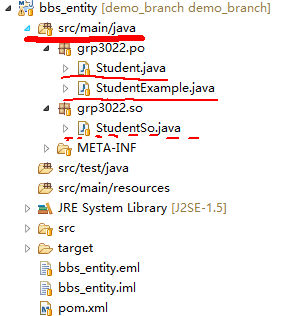 bbs_entity [demo_branch demo_branch]
src/main/java
grp3022.po
Student.java
StudentExample.java
grp3022.so
StudentSo.java
META-INF
src/test/java
src/main/resources
JRE System Library [J2SE-1.5]
src
target
bbs_entity.eml
bbs_entity.iml
pom.xml